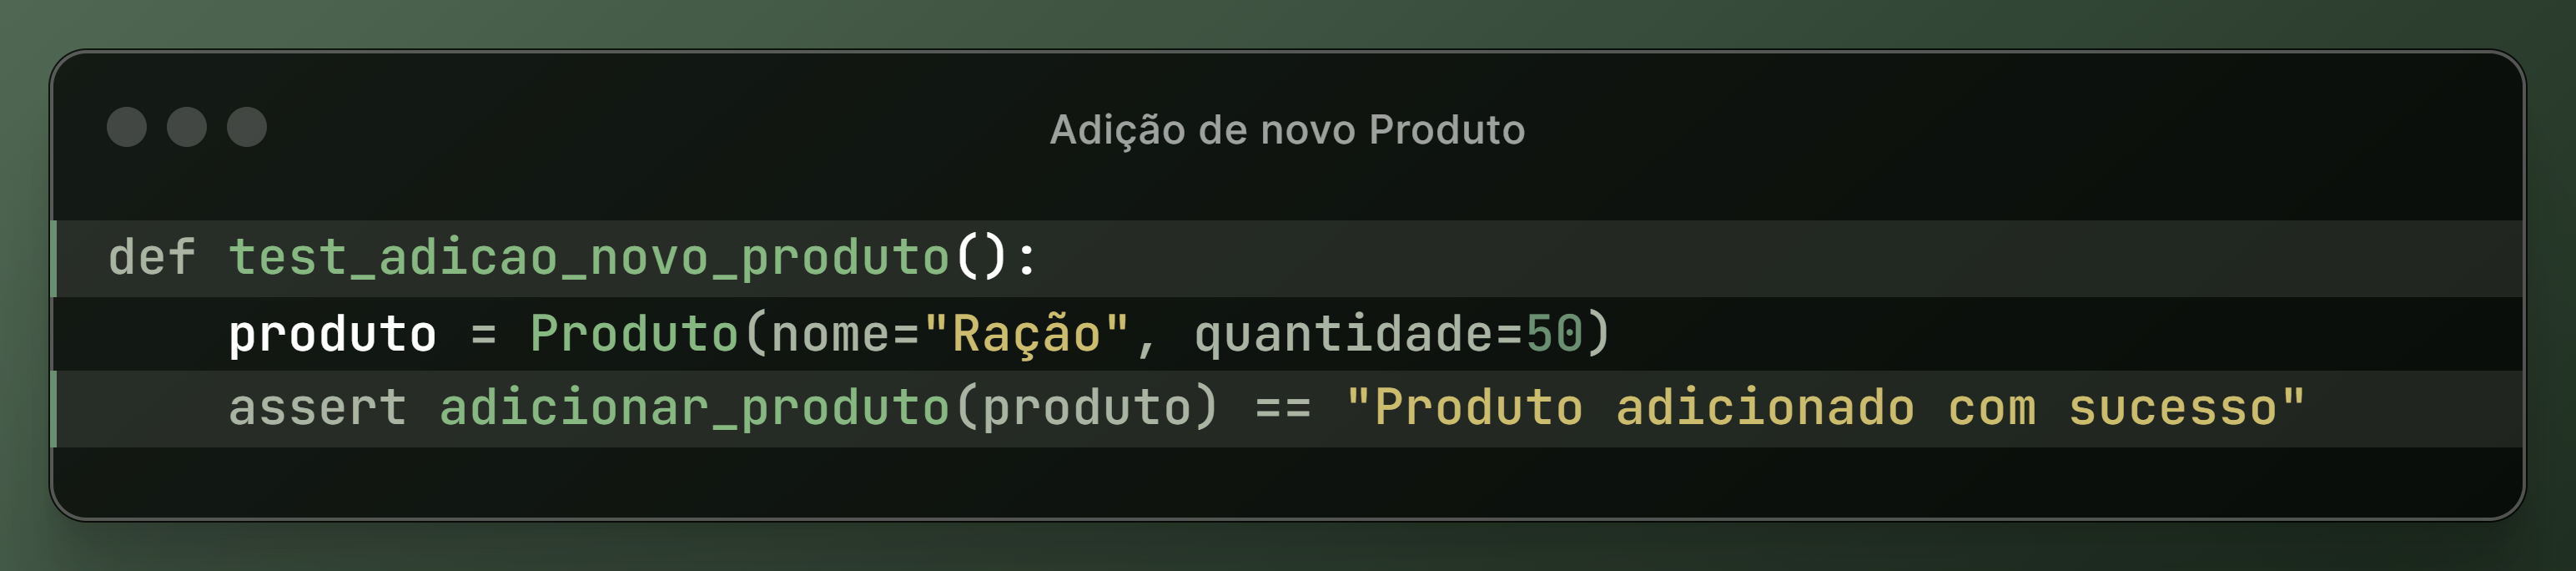 Adição de novo Produto
def test_adicao_novo_produto():
    produto = Produto(nome="Ração", quantidade=50)
    assert adicionar_produto(produto) == "Produto adicionado com sucesso"